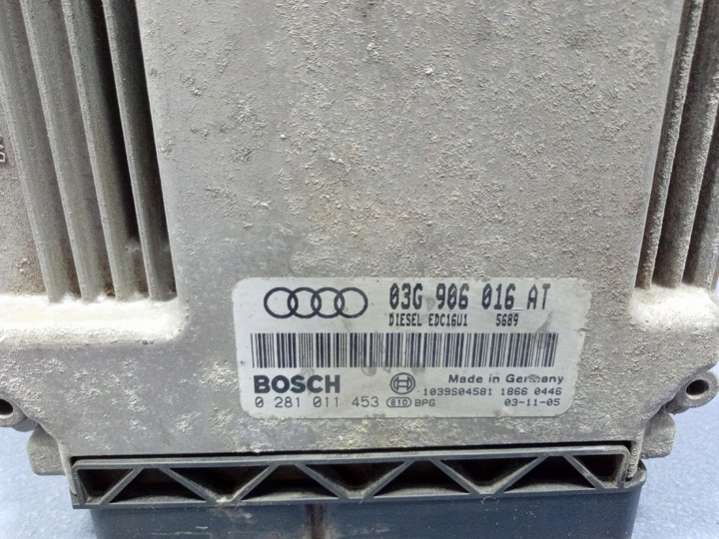 03G 906 016 AT
DIESEL EDC16U1 5689
BOSCH
Made in Germany
1039S04581 1866 0446
0 281 011 453 810 BPG 03-11-05